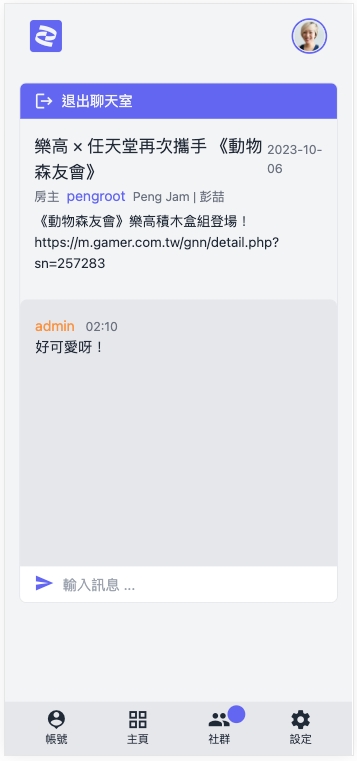 退出聊天室
樂高 × 任天堂再次攜手 《動物 2023-10-
森友會》 06
房主 pengroot Peng Jam | 彭喆
《動物森友會》樂高積木盒組登場！
https://m.gamer.com.tw/gnn/detail.php?
sn=257283
admin 02:10
好可愛呀！
輸入訊息 ...
帳號 主頁 社群 設定